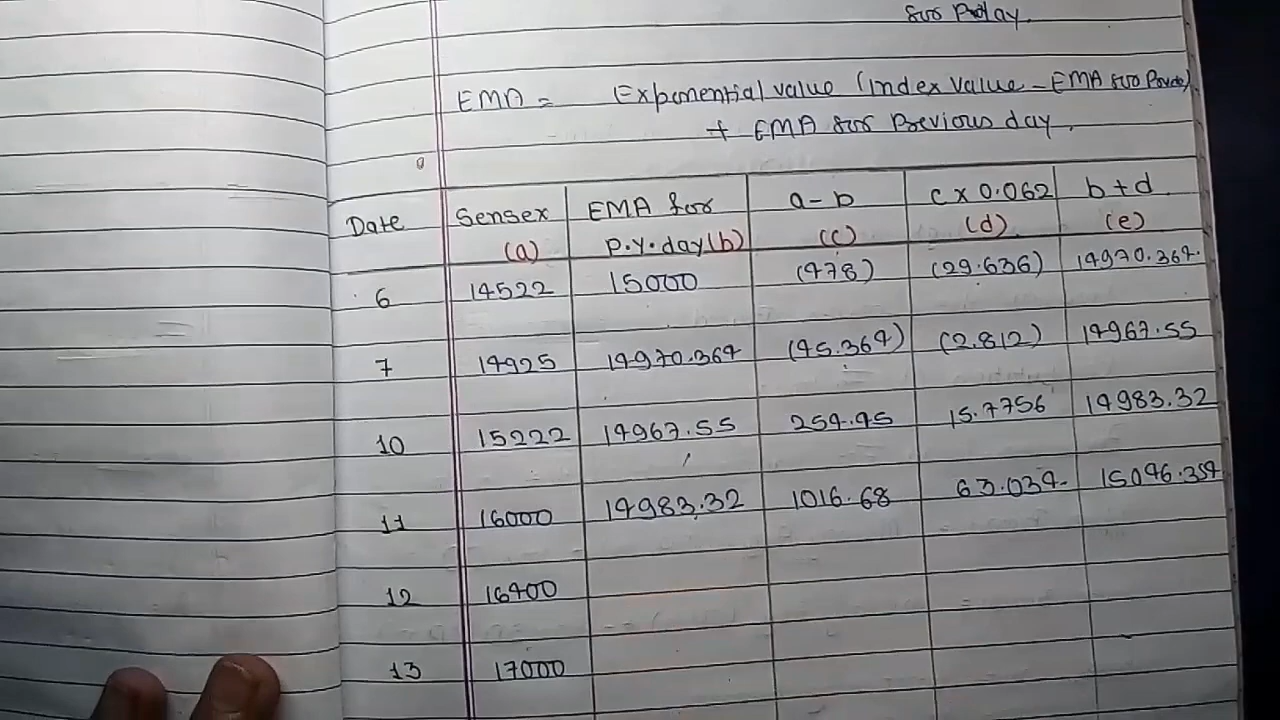 EMA = Exponential value (Index value - EMA for
+ EMA for Previous day.
Date Sensex (a) EMA for P.Y.day(b) a-b (c) c x 0.062 (d) b+d (e)
6 14522 15000 (478) (29.636) 14970.364.
7 14925 14970.364 (45.364) (2.812) 14967.55
10 15222 14967.55 254.45 15.7756 14983.32
11 16000 14983.32 1016.68 63.034 15046.354
12 16400
13 17000